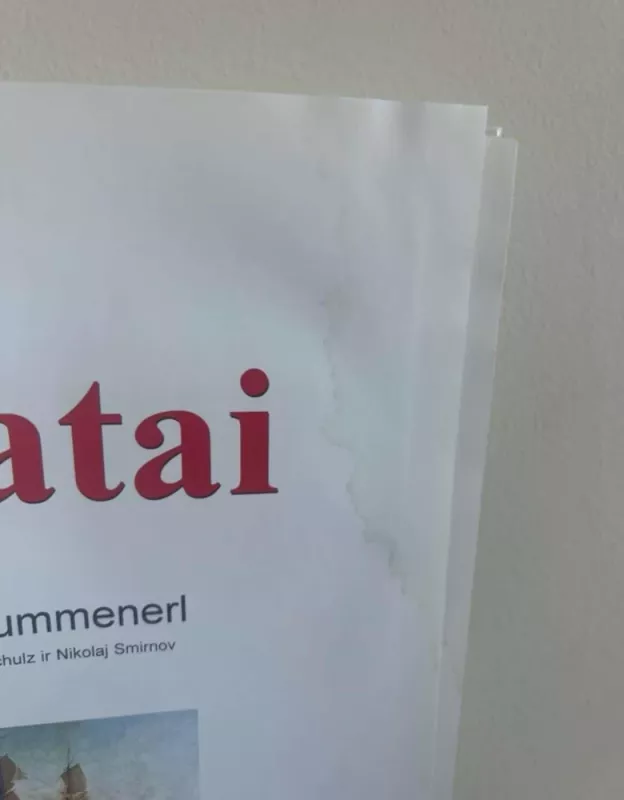 atai
ummenerl
chulz ir Nikolaj Smirnov